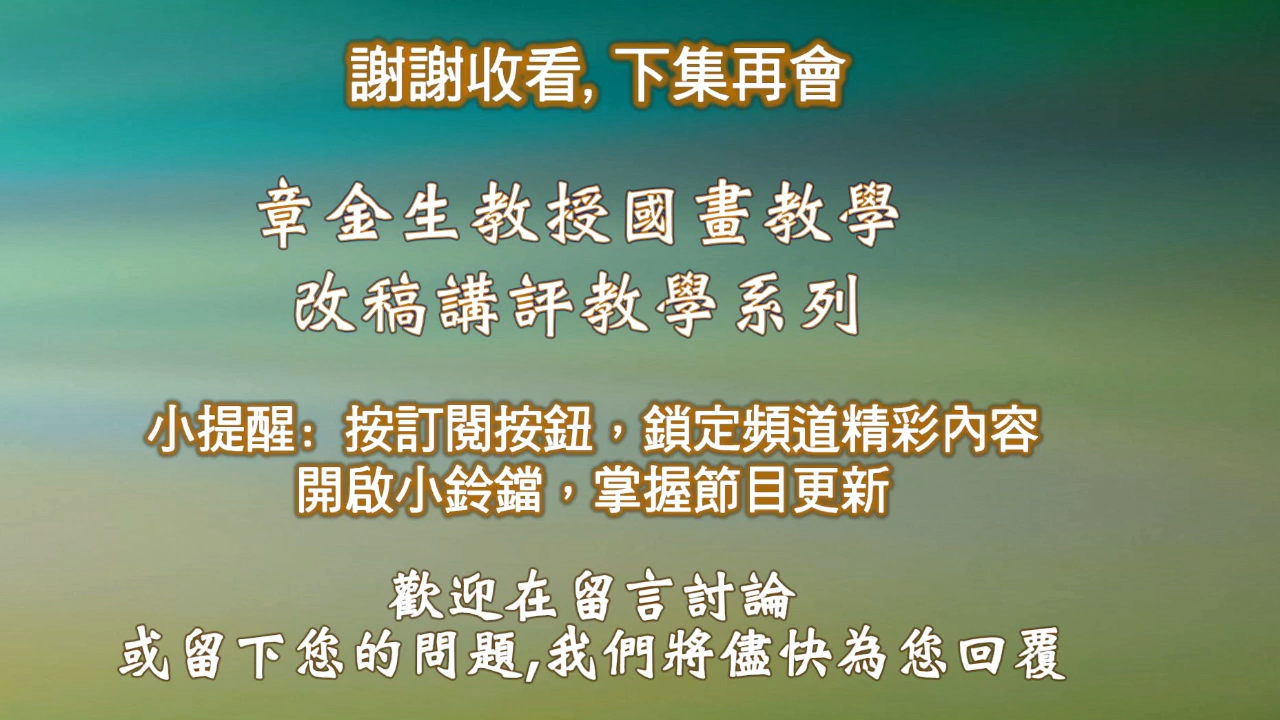 謝謝收看, 下集再會
章金生教授國畫教學
改稿講評教學系列
小提醒: 按訂閱按鈕，鎖定頻道精彩內容
開啟小鈴鐺，掌握節目更新
歡迎在留言討論
或留下您的問題,我們將儘快為您回覆